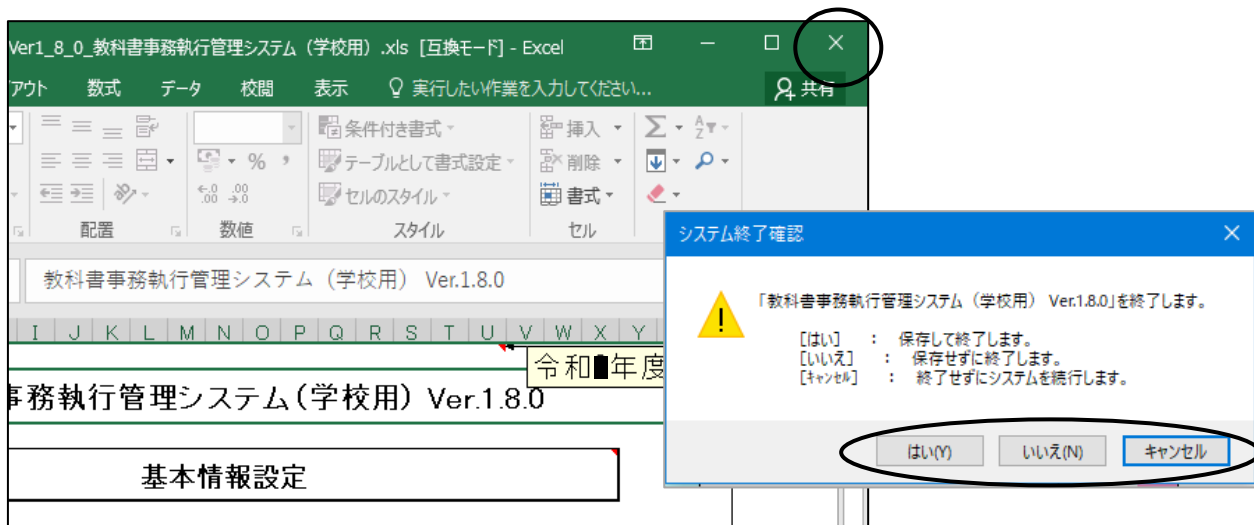 Ver1_8_0_教科書事務執行管理システム（学校用）.xls [互換モード] - Excel
アウト 数式 データ 校閲 表示 実行したい作業を入力してください... 共有
条件付き書式 挿入 Σ A Z
% , テーブルとして書式設定 削除
←.0 .00 .00 →.0 セルのスタイル 書式
配置 数値 スタイル セル
教科書事務執行管理システム（学校用） Ver.1.8.0
I J K L M N O P Q R S T U V W X Y
令和 年度
事務執行管理システム(学校用) Ver.1.8.0
基本情報設定
システム終了確認
「教科書事務執行管理システム（学校用） Ver.1.8.0」を終了します。
[はい] ： 保存して終了します。
[いいえ] ： 保存せずに終了します。
[キャンセル] ： 終了せずにシステムを続行します。
はい(Y) いいえ(N) キャンセル